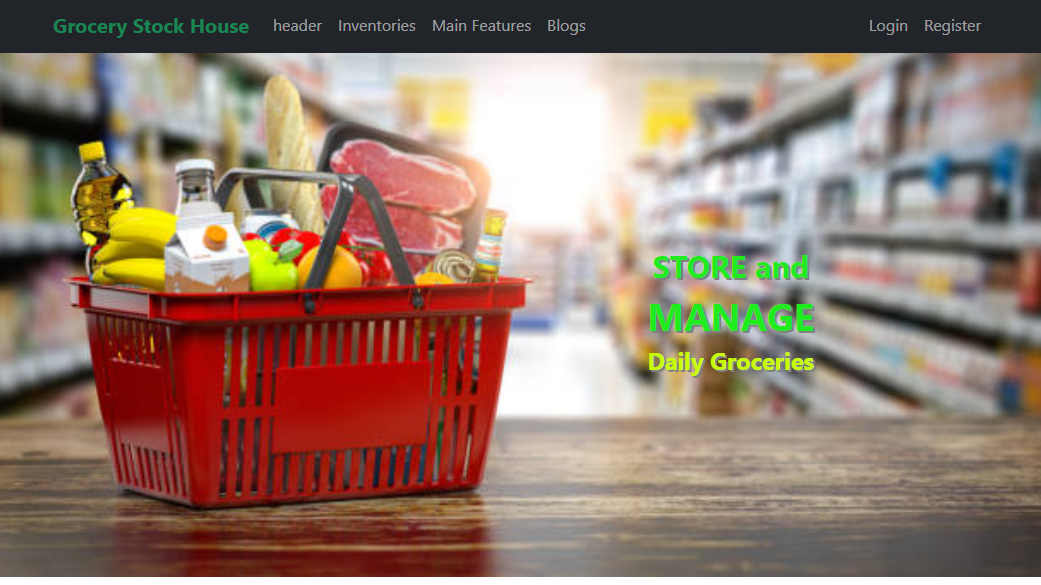 Grocery Stock House header Inventories Main Features Blogs Login Register
STORE and
MANAGE
Daily Groceries